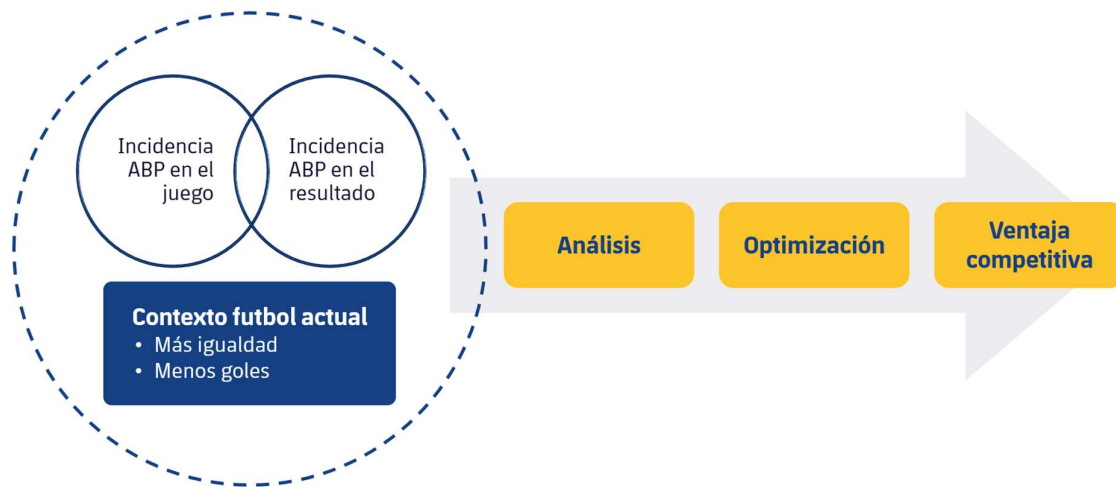 Incidencia
ABP en el
juego
Incidencia
ABP en el
resultado
Contexto futbol actual
• Más igualdad
• Menos goles
Análisis
Optimización
Ventaja
competitiva